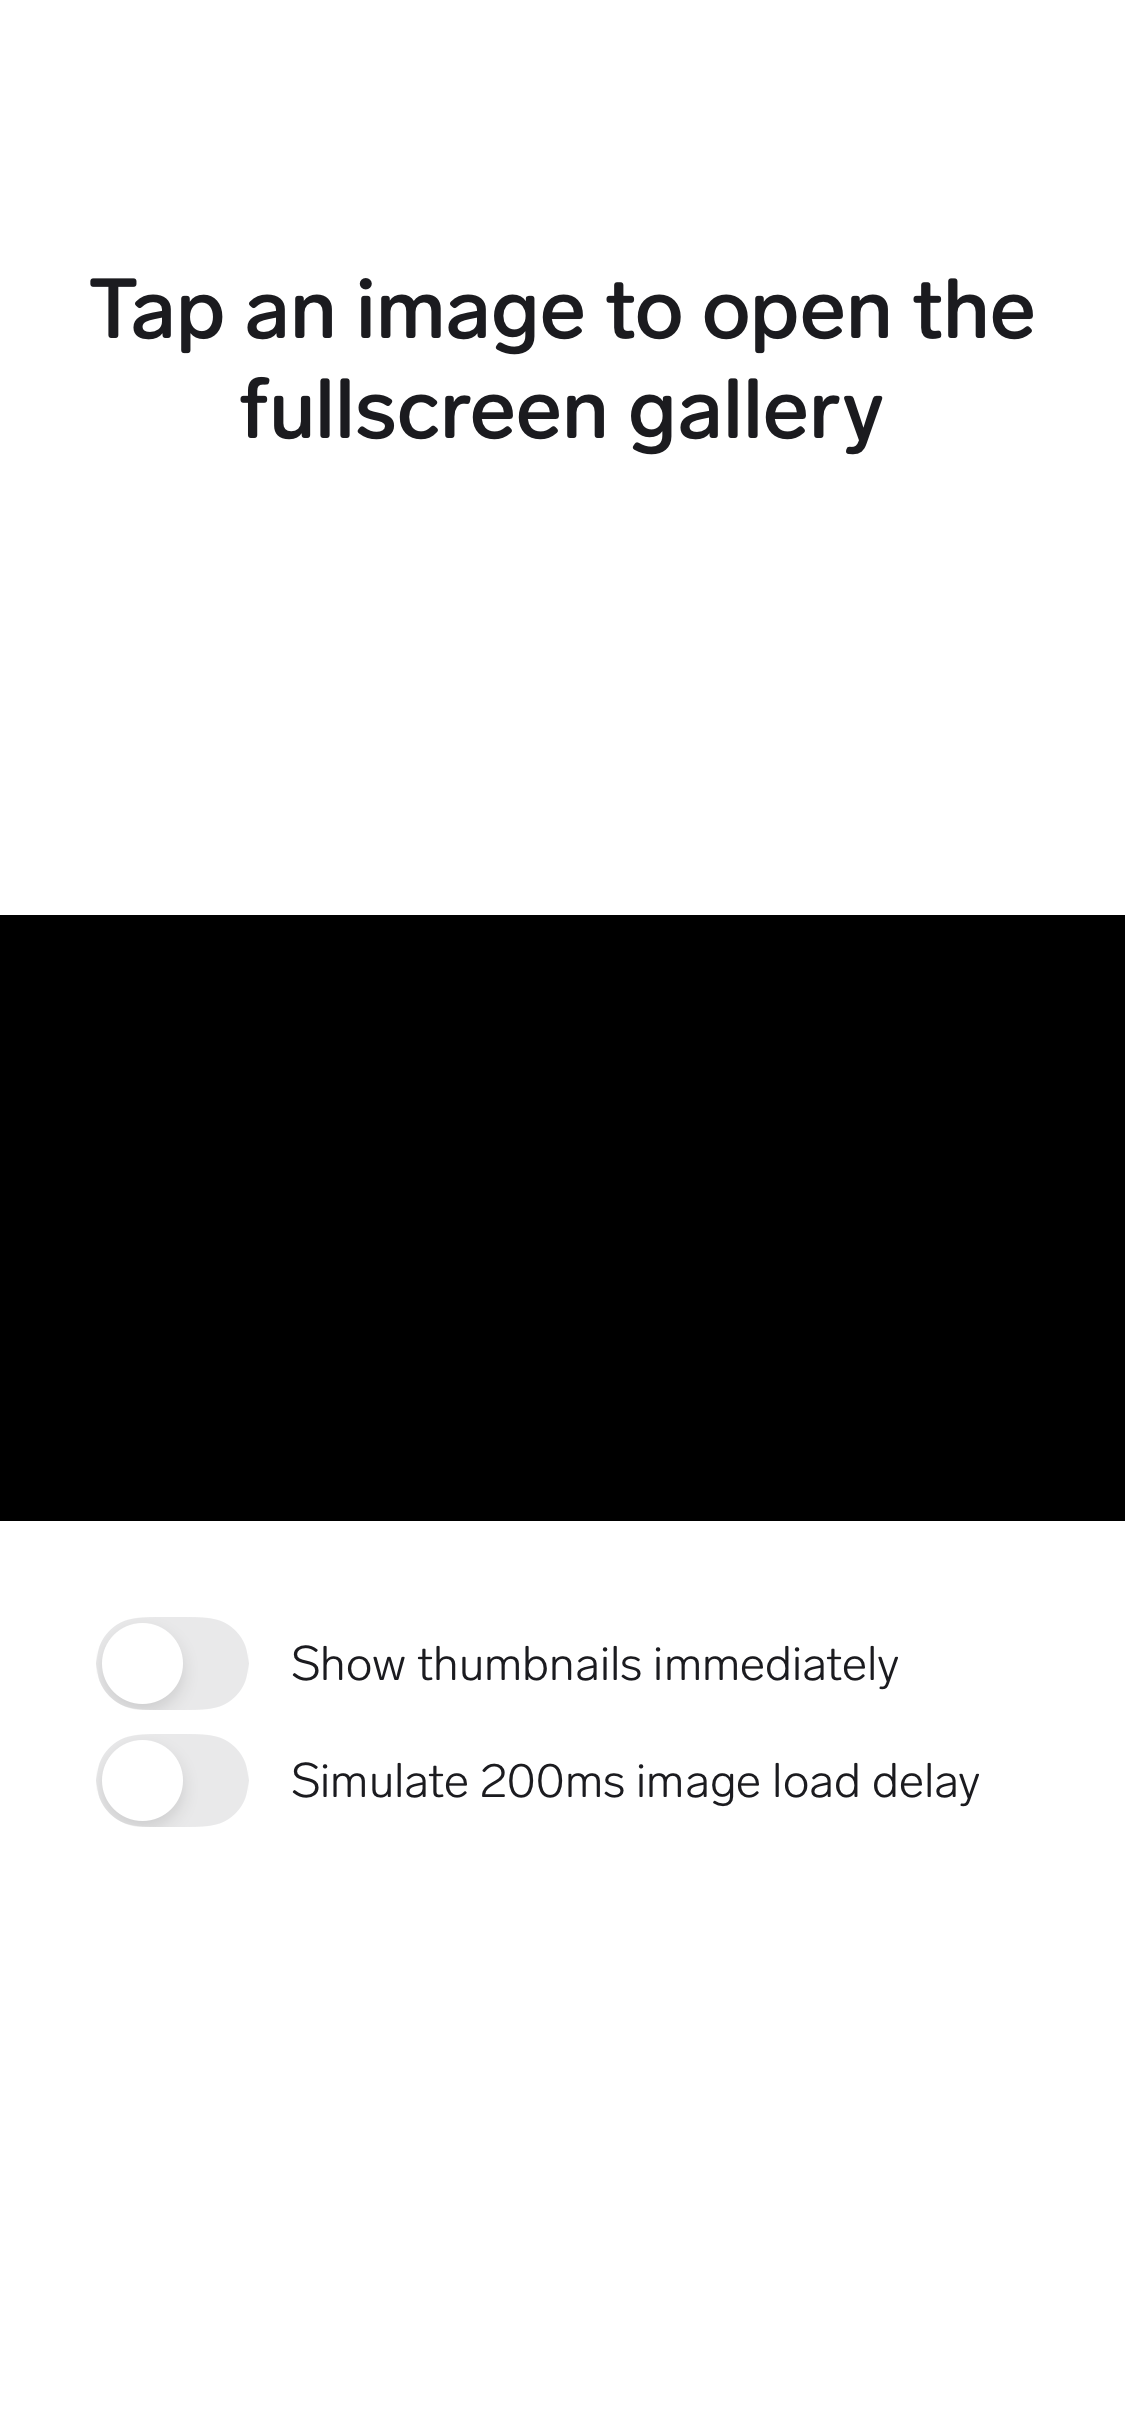 Tap an image to open the
fullscreen gallery
Show thumbnails immediately
Simulate 200ms image load delay